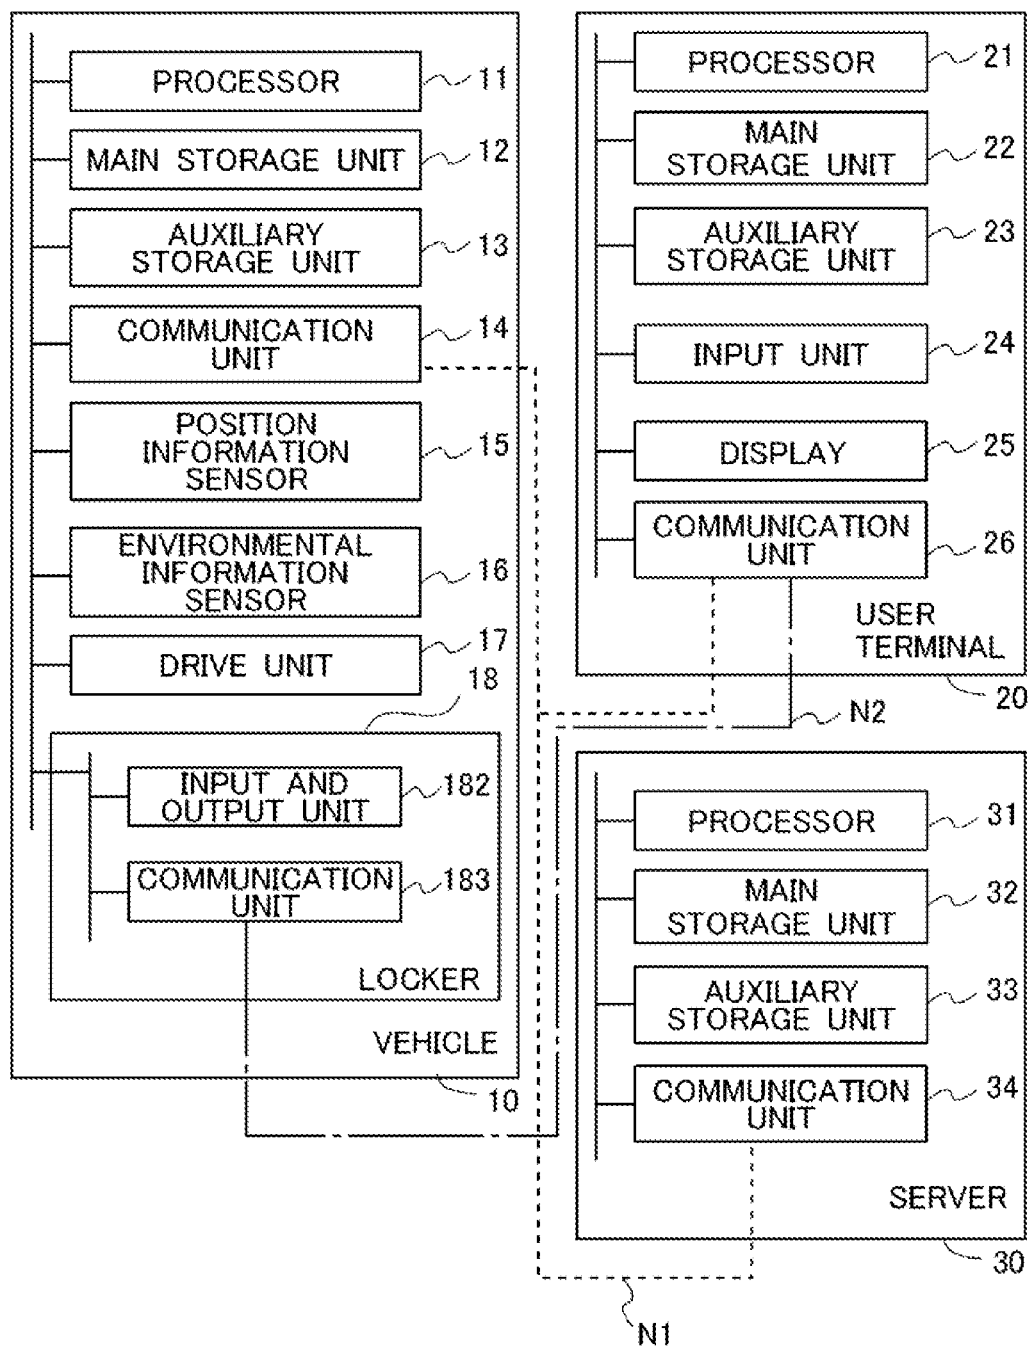 PROCESSOR
11
MAIN STORAGE UNIT
12
AUXILIARY
STORAGE UNIT
13
COMMUNICATION
UNIT
14
POSITION
INFORMATION
SENSOR
15
ENVIRONMENTAL
INFORMATION
SENSOR
16
DRIVE UNIT
17
18
INPUT AND
OUTPUT UNIT
182
COMMUNICATION
UNIT
183
LOCKER
VEHICLE
10
PROCESSOR
21
MAIN
STORAGE UNIT
22
AUXILIARY
STORAGE UNIT
23
INPUT UNIT
24
DISPLAY
25
COMMUNICATION
UNIT
26
USER
TERMINAL
20
N2
PROCESSOR
31
MAIN
STORAGE UNIT
32
AUXILIARY
STORAGE UNIT
33
COMMUNICATION
UNIT
34
SERVER
30
N1